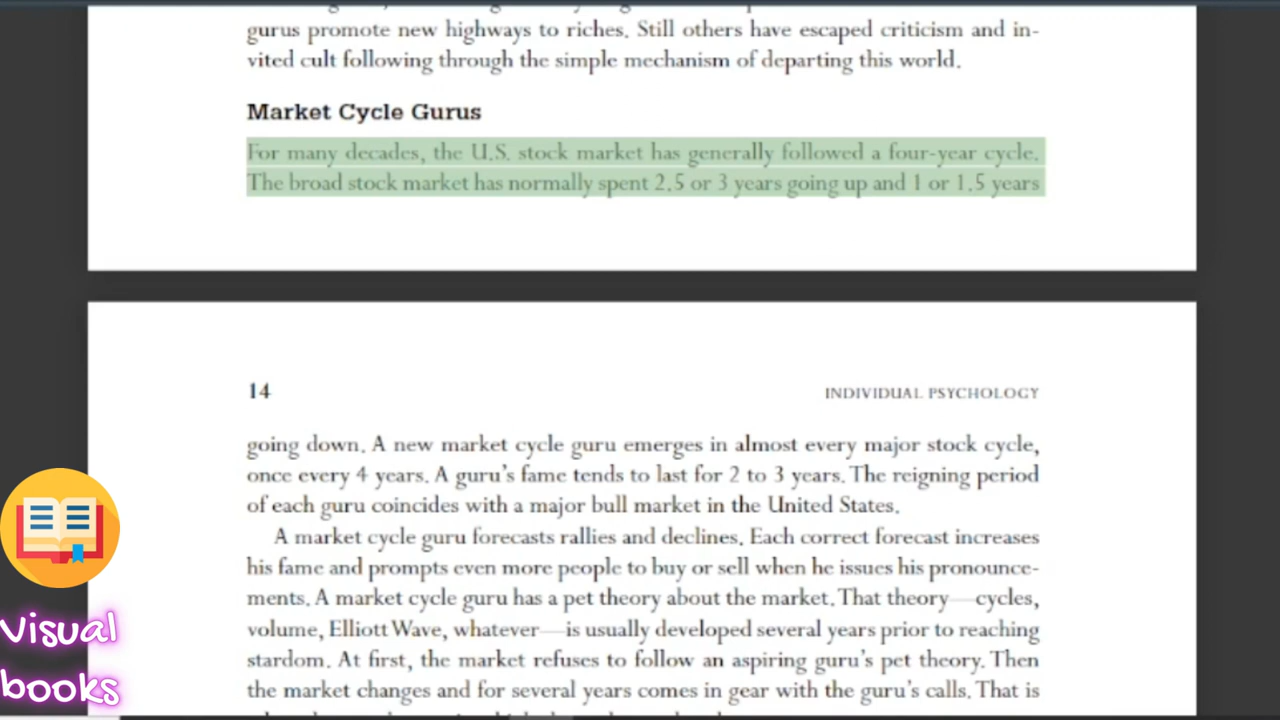 gurus promote new highways to riches. Still others have escaped criticism and in-
vited cult following through the simple mechanism of departing this world.
Market Cycle Gurus
For many decades, the U.S. stock market has generally followed a four-year cycle.
The broad stock market has normally spent 2.5 or 3 years going up and 1 or 1.5 years
14
INDIVIDUAL PSYCHOLOGY
going down. A new market cycle guru emerges in almost every major stock cycle,
once every 4 years. A guru's fame tends to last for 2 to 3 years. The reigning period
of each guru coincides with a major bull market in the United States.
A market cycle guru forecasts rallies and declines. Each correct forecast increases
his fame and prompts even more people to buy or sell when he issues his pronounce-
ments. A market cycle guru has a pet theory about the market. That theory—cycles,
volume, Elliott Wave, whatever—is usually developed several years prior to reaching
stardom. At first, the market refuses to follow an aspiring guru's pet theory. Then
the market changes and for several years comes in gear with the guru's calls. That is
Visual
books